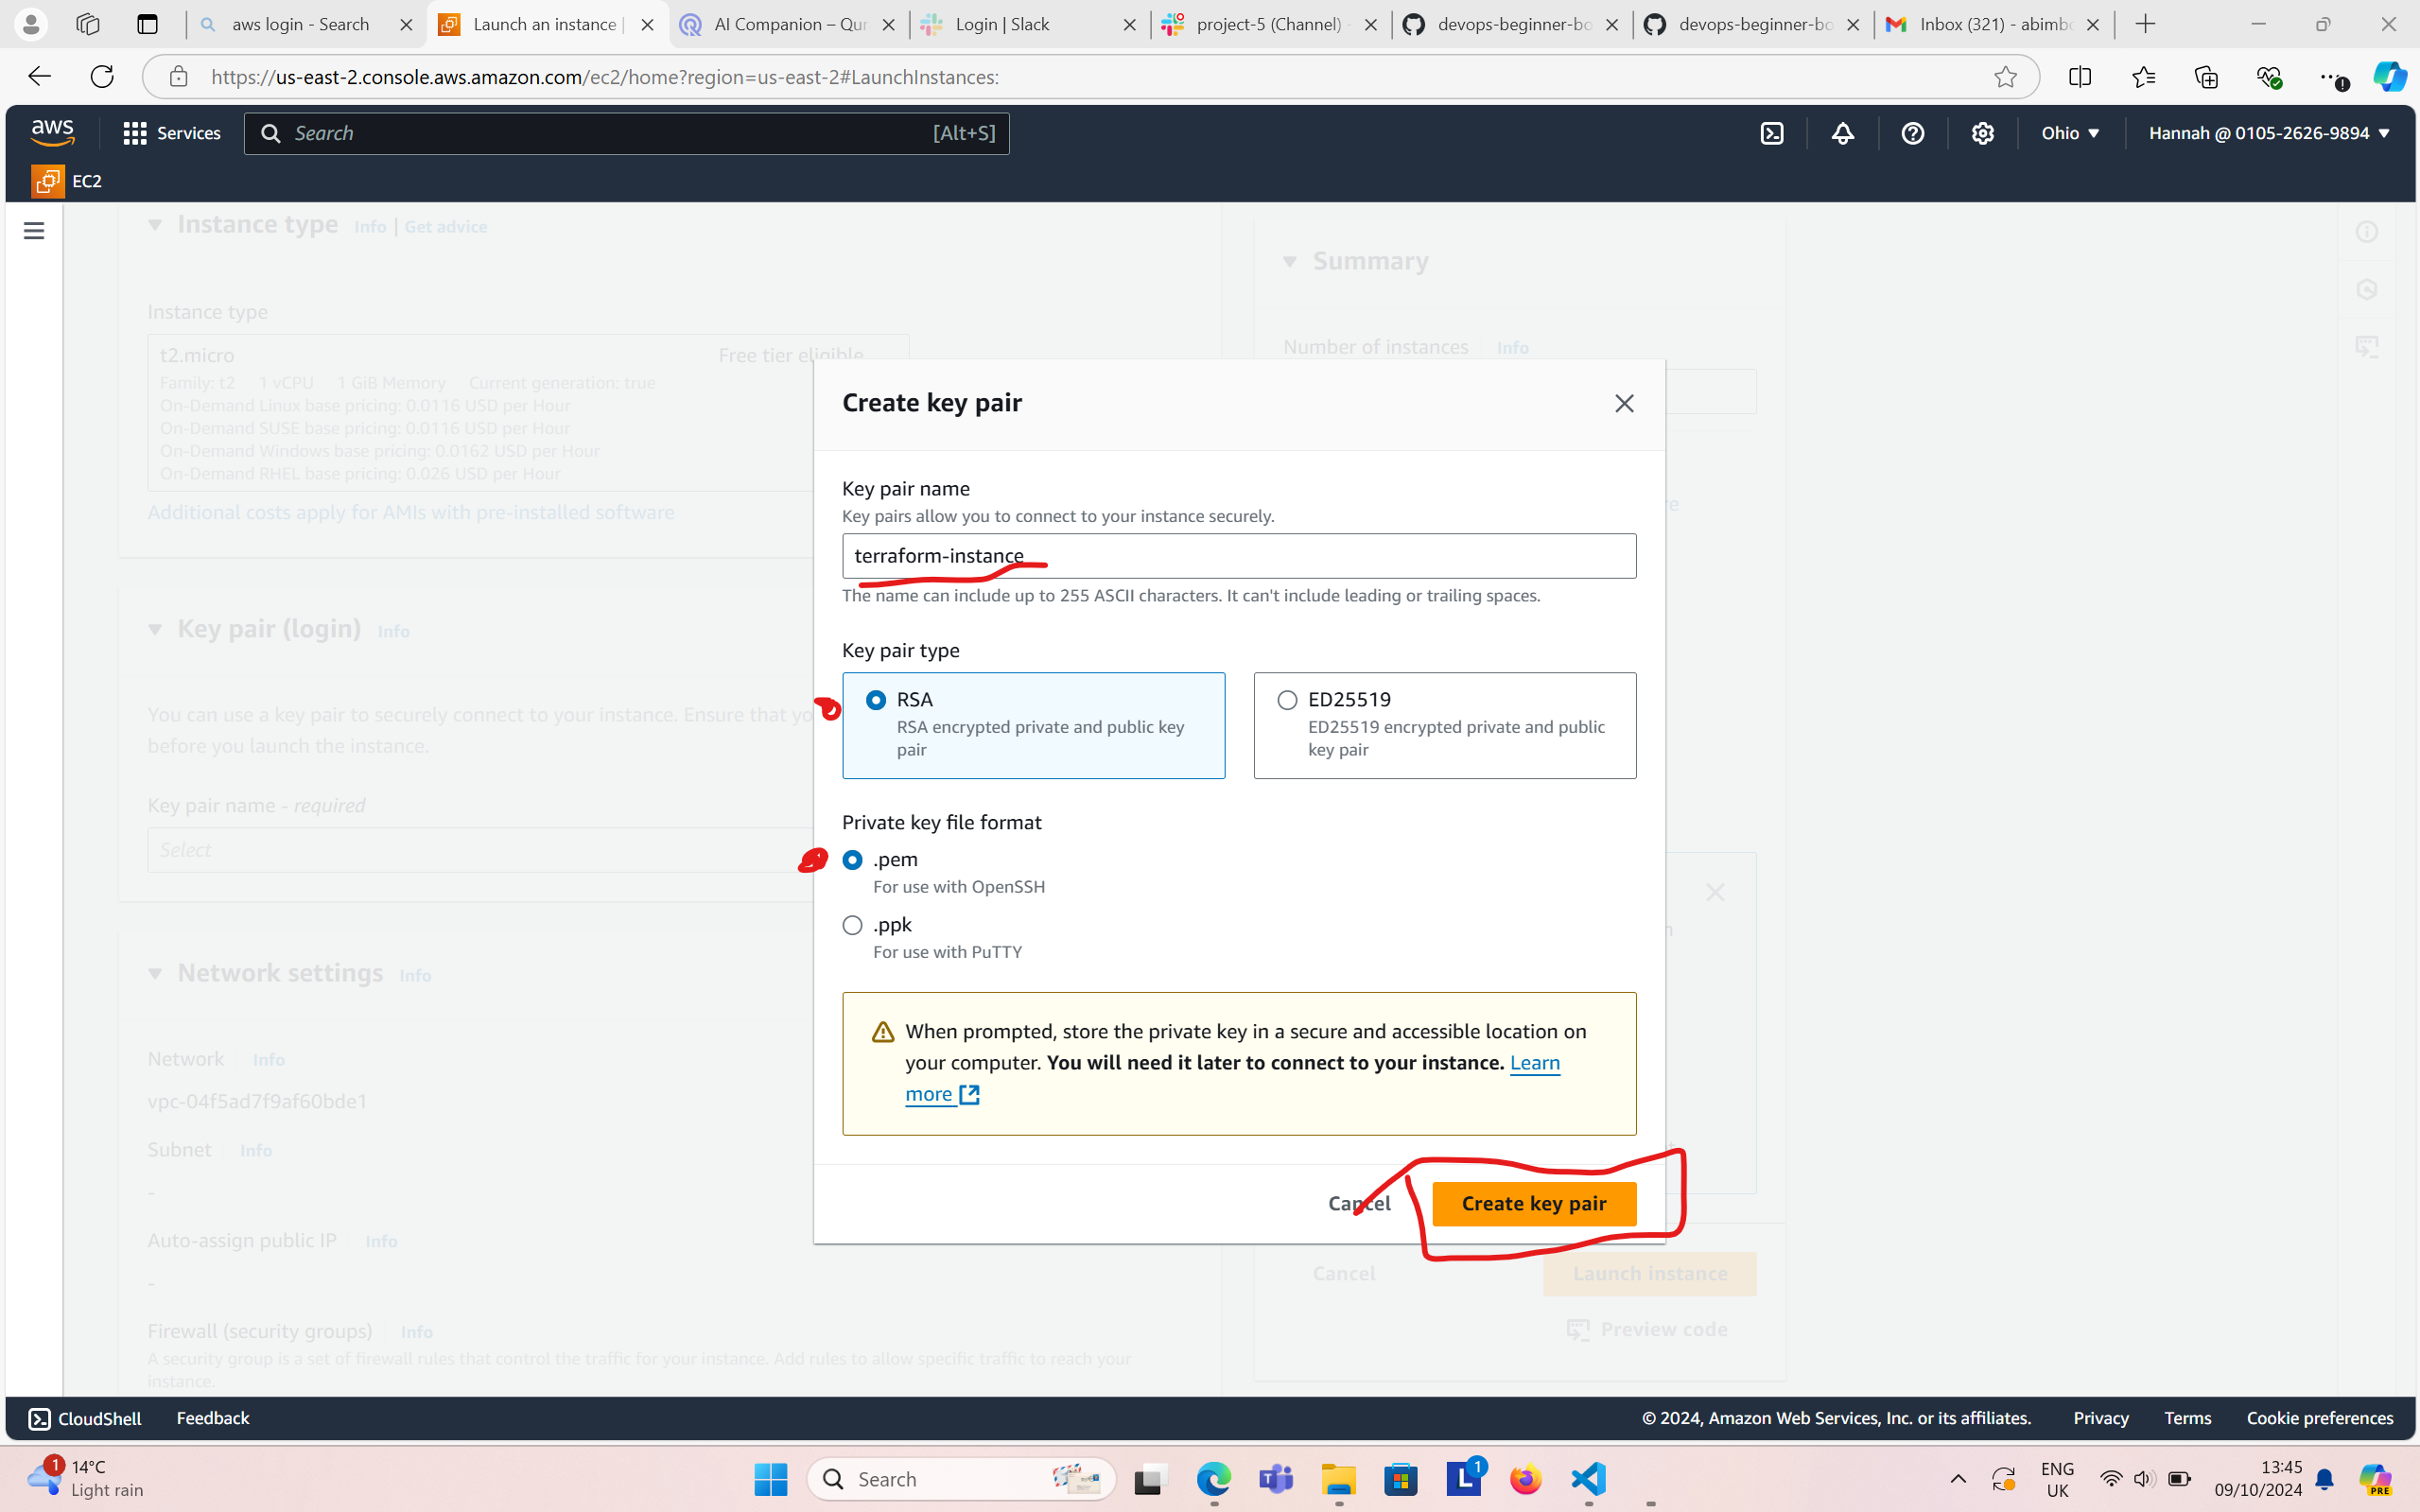 aws login - Search
Launch an instance |
AI Companion – Qu
Login | Slack
project-5 (Channel) -
devops-beginner-bo
devops-beginner-bo
Inbox (321) - abimb
https://us-east-2.console.aws.amazon.com/ec2/home?region=us-east-2#LaunchInstances:
aws
Services
Search
[Alt+S]
Ohio
Hannah @ 0105-2626-9894
EC2
Instance type Info | Get advice
Summary
Instance type
Number of instances Info
t2.micro Free tier eligible
Family: t2 1 vCPU 1 GiB Memory Current generation: true
On-Demand Linux base pricing: 0.0116 USD per Hour
On-Demand SUSE base pricing: 0.0116 USD per Hour
On-Demand Windows base pricing: 0.0162 USD per Hour
On-Demand RHEL base pricing: 0.026 USD per Hour
Additional costs apply for AMIs with pre-installed software
Key pair (login) Info
You can use a key pair to securely connect to your instance. Ensure that yo
before you launch the instance.
Key pair name - required
Select
Network settings Info
Network Info
vpc-04f5ad7f9af60bde1
Subnet Info
-
Auto-assign public IP Info
-
Firewall (security groups) Info
A security group is a set of firewall rules that control the traffic for your instance. Add rules to allow specific traffic to reach your
instance.
Create key pair
Key pair name
Key pairs allow you to connect to your instance securely.
terraform-instance
The name can include up to 255 ASCII characters. It can't include leading or trailing spaces.
Key pair type
RSA
RSA encrypted private and public key
pair
ED25519
ED25519 encrypted private and public
key pair
Private key file format
.pem
For use with OpenSSH
.ppk
For use with PuTTY
When prompted, store the private key in a secure and accessible location on
your computer. You will need it later to connect to your instance. Learn
more
Cancel
Create key pair
Cancel
Launch instance
Preview code
CloudShell
Feedback
© 2024, Amazon Web Services, Inc. or its affiliates.
Privacy
Terms
Cookie preferences
1
14°C
Light rain
Search
L
1
ENG
UK
13:45
09/10/2024
PRE